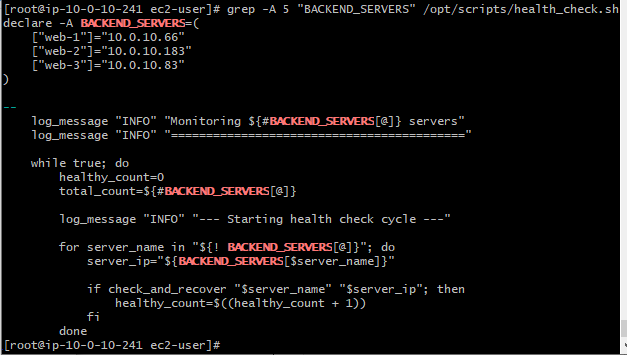 [root@ip-10-0-10-241 ec2-user]# grep -A 5 "BACKEND_SERVERS" /opt/scripts/health_check.sh
declare -A BACKEND_SERVERS=(
    ["web-1"]="10.0.10.66"
    ["web-2"]="10.0.10.183"
    ["web-3"]="10.0.10.83"
)

--
    log_message "INFO" "Monitoring ${#BACKEND_SERVERS[@]} servers"
    log_message "INFO" "=========================================="

    while true; do
        healthy_count=0
        total_count=${#BACKEND_SERVERS[@]}

        log_message "INFO" "--- Starting health check cycle ---"

        for server_name in "${! BACKEND_SERVERS[@]}"; do
            server_ip="${BACKEND_SERVERS[$server_name]}"

            if check_and_recover "$server_name" "$server_ip"; then
                healthy_count=$((healthy_count + 1))
            fi
        done
[root@ip-10-0-10-241 ec2-user]#